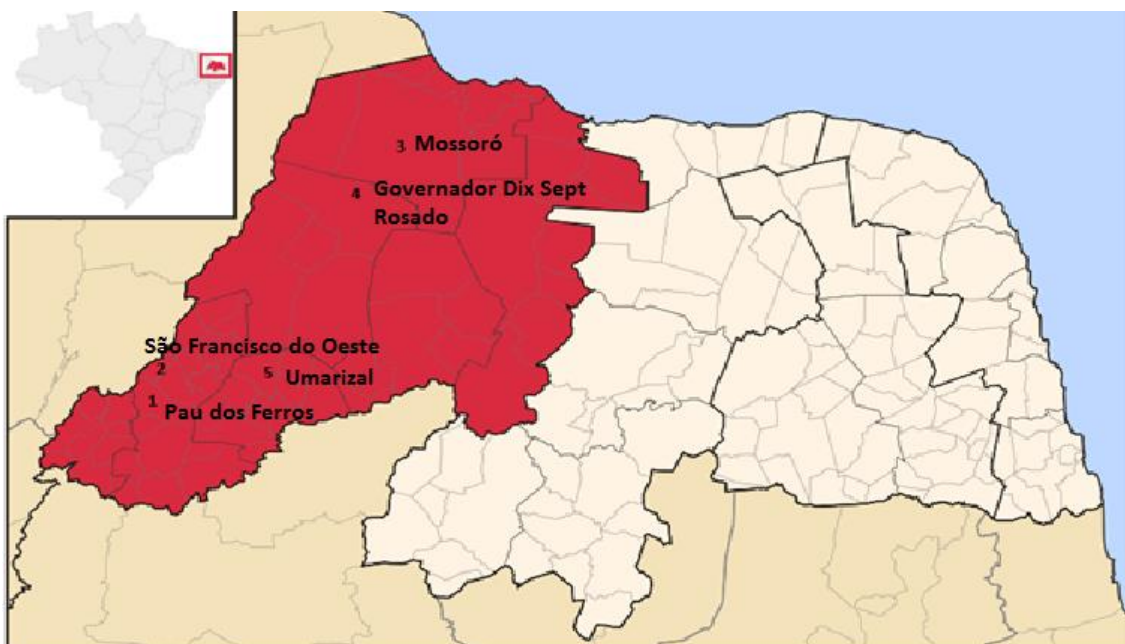 3 Mossoró
4 Governador Dix Sept
Rosado
São Francisco do Oeste
2
5 Umarizal
1 Pau dos Ferros